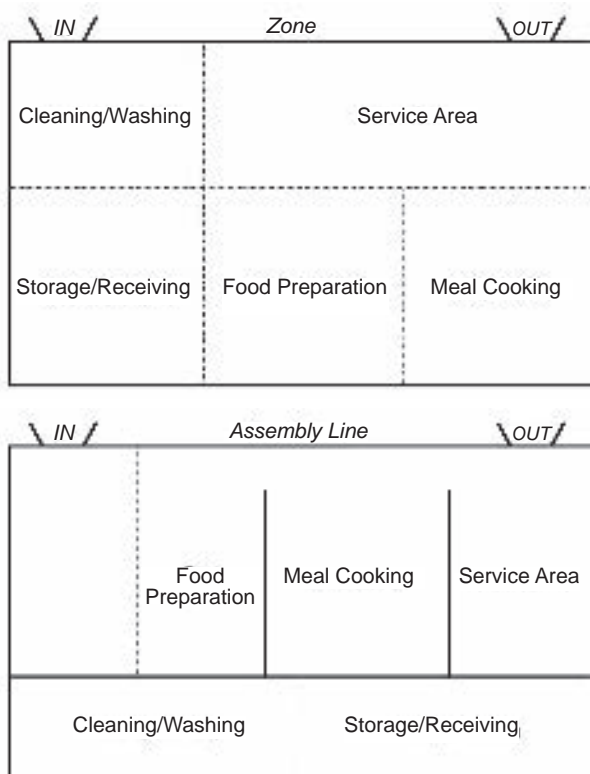 IN Zone OUT
Cleaning/Washing Service Area
Storage/Receiving Food Preparation Meal Cooking
IN Assembly Line OUT
Food
Preparation
Meal Cooking
Service Area
Cleaning/Washing Storage/Receiving